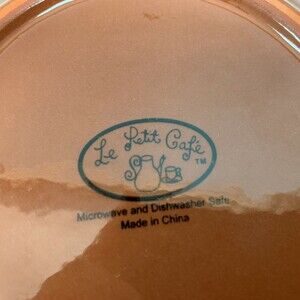 Le Petit Café
TM
Microwave and Dishwasher Safe
Made in China